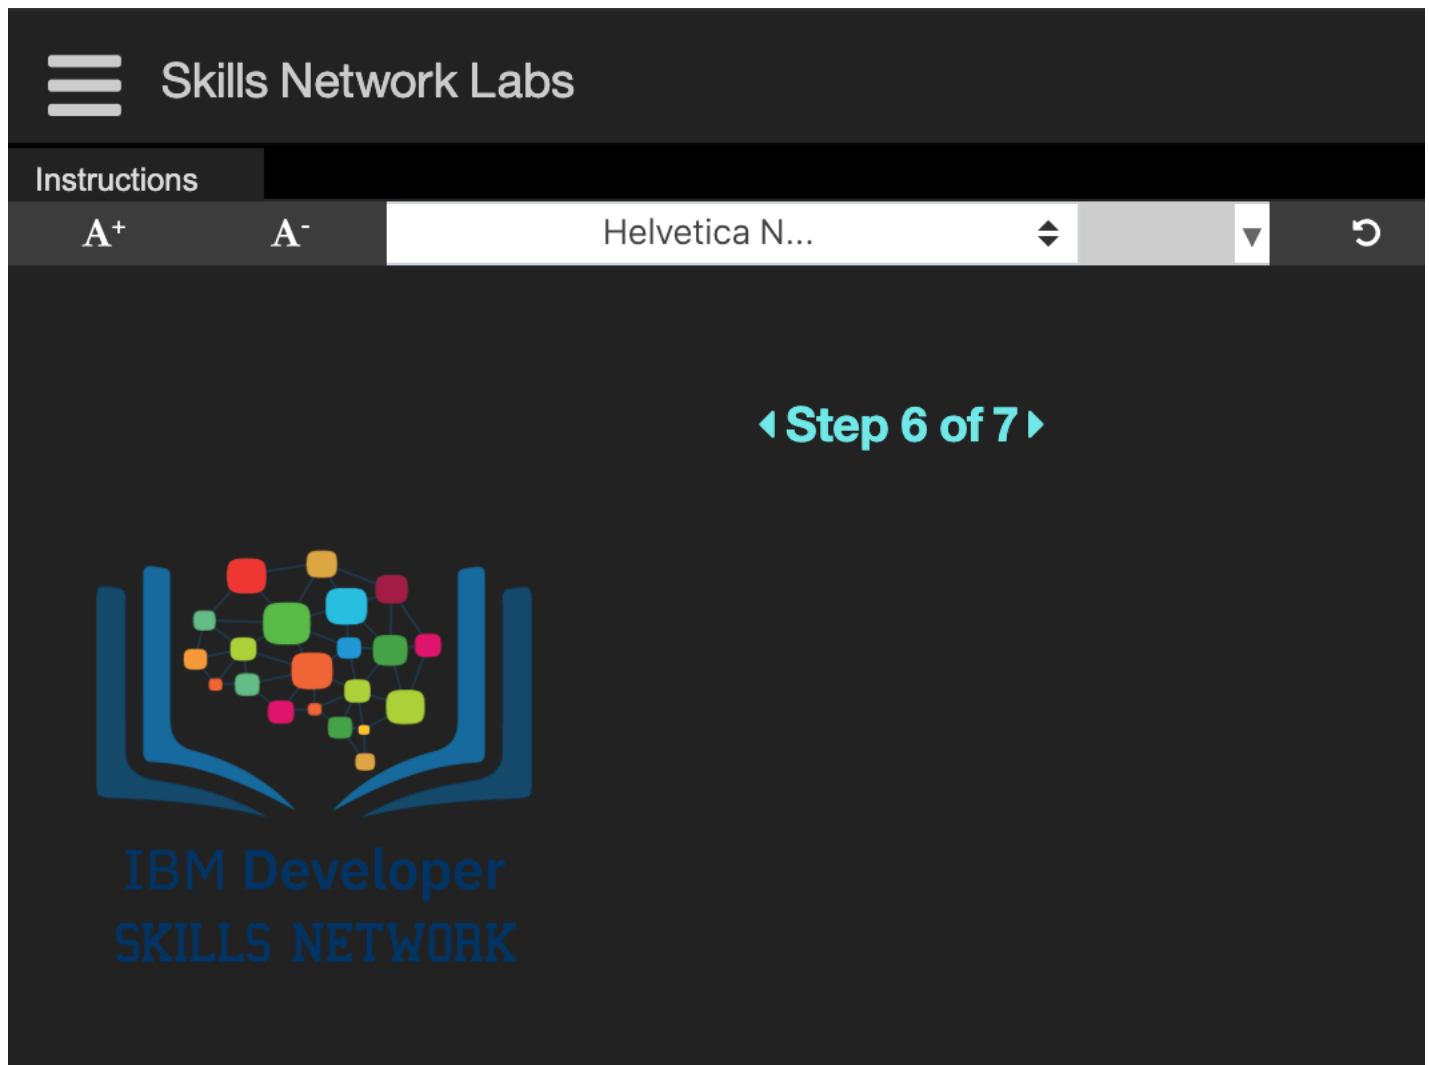 Skills Network Labs
Instructions
A+ A- Helvetica N...
Step 6 of 7
IBM Developer
SKILLS NETWORK